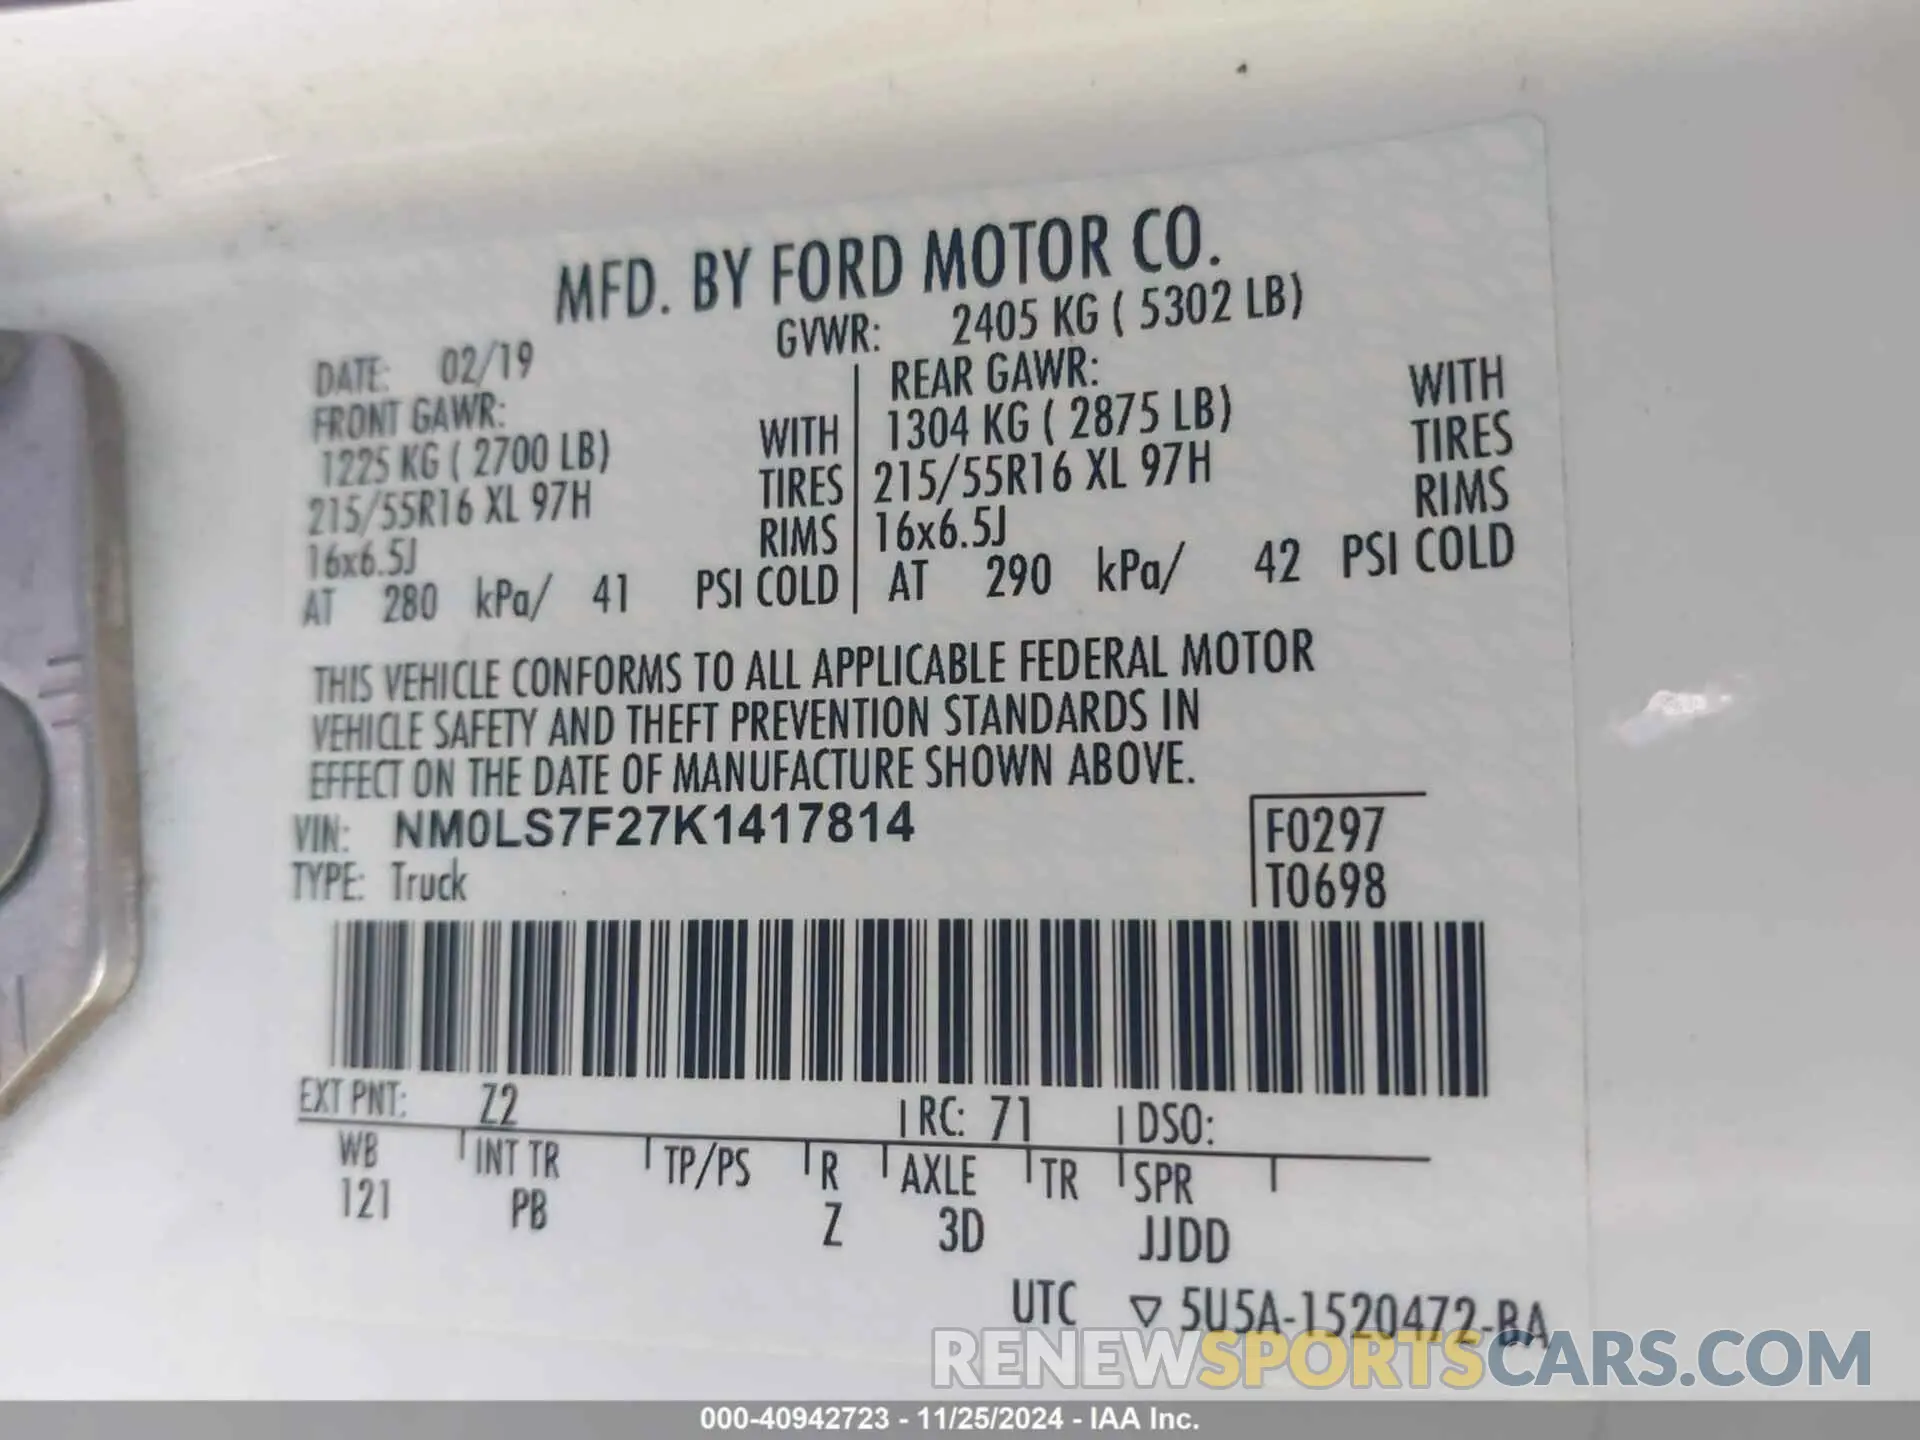 MFD. BY FORD MOTOR CO.
DATE: 02/19 GVWR: 2405 KG ( 5302 LB)
FRONT GAWR: REAR GAWR:
1225 KG ( 2700 LB) WITH 1304 KG ( 2875 LB) WITH
215/55R16 XL 97H TIRES 215/55R16 XL 97H TIRES
16x6.5J RIMS 16x6.5J RIMS
AT 280 kPa/ 41 PSI COLD AT 290 kPa/ 42 PSI COLD
THIS VEHICLE CONFORMS TO ALL APPLICABLE FEDERAL MOTOR
VEHICLE SAFETY AND THEFT PREVENTION STANDARDS IN
EFFECT ON THE DATE OF MANUFACTURE SHOWN ABOVE.
VIN: NM0LS7F27K1417814 F0297
TYPE: Truck T0698
EXT PNT: Z2 RC: 71 DSO:
WB INT TR TP/PS R AXLE TR SPR
121 PB Z 3D JJDD
UTC ▽ 5U5A-1520472-BA
RENEWSPORTSCARS.COM
000-40942723 - 11/25/2024 - IAA Inc.